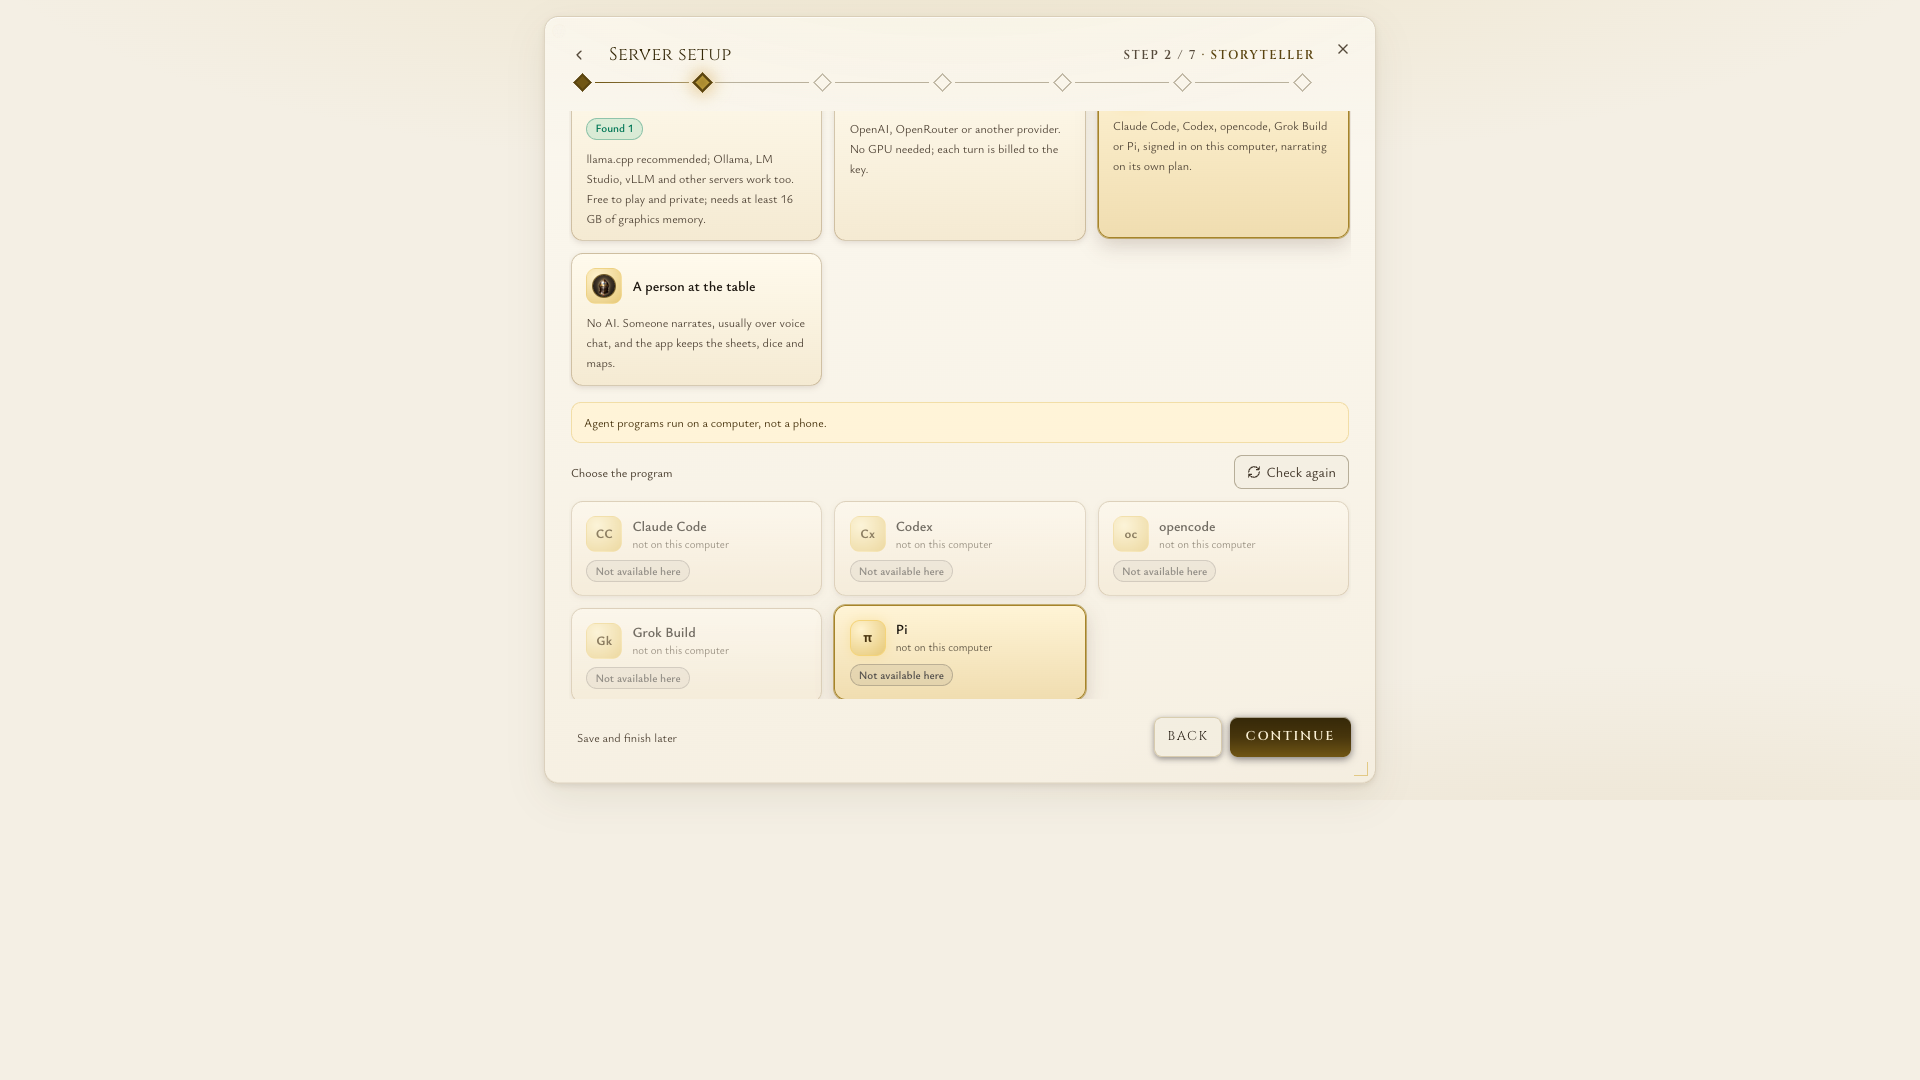 Server setup
STEP 2 / 7 · STORYTELLER
Found 1
llama.cpp recommended; Ollama, LM
Studio, vLLM and other servers work too.
Free to play and private; needs at least 16
GB of graphics memory.
OpenAI, OpenRouter or another provider.
No GPU needed; each turn is billed to the
key.
Claude Code, Codex, opencode, Grok Build
or Pi, signed in on this computer, narrating
on its own plan.
A person at the table
No AI. Someone narrates, usually over voice
chat, and the app keeps the sheets, dice and
maps.
Agent programs run on a computer, not a phone.
Choose the program
Check again
CC
Claude Code
not on this computer
Not available here
Cx
Codex
not on this computer
Not available here
oc
opencode
not on this computer
Not available here
Gk
Grok Build
not on this computer
Not available here
π
Pi
not on this computer
Not available here
Save and finish later
BACK
CONTINUE